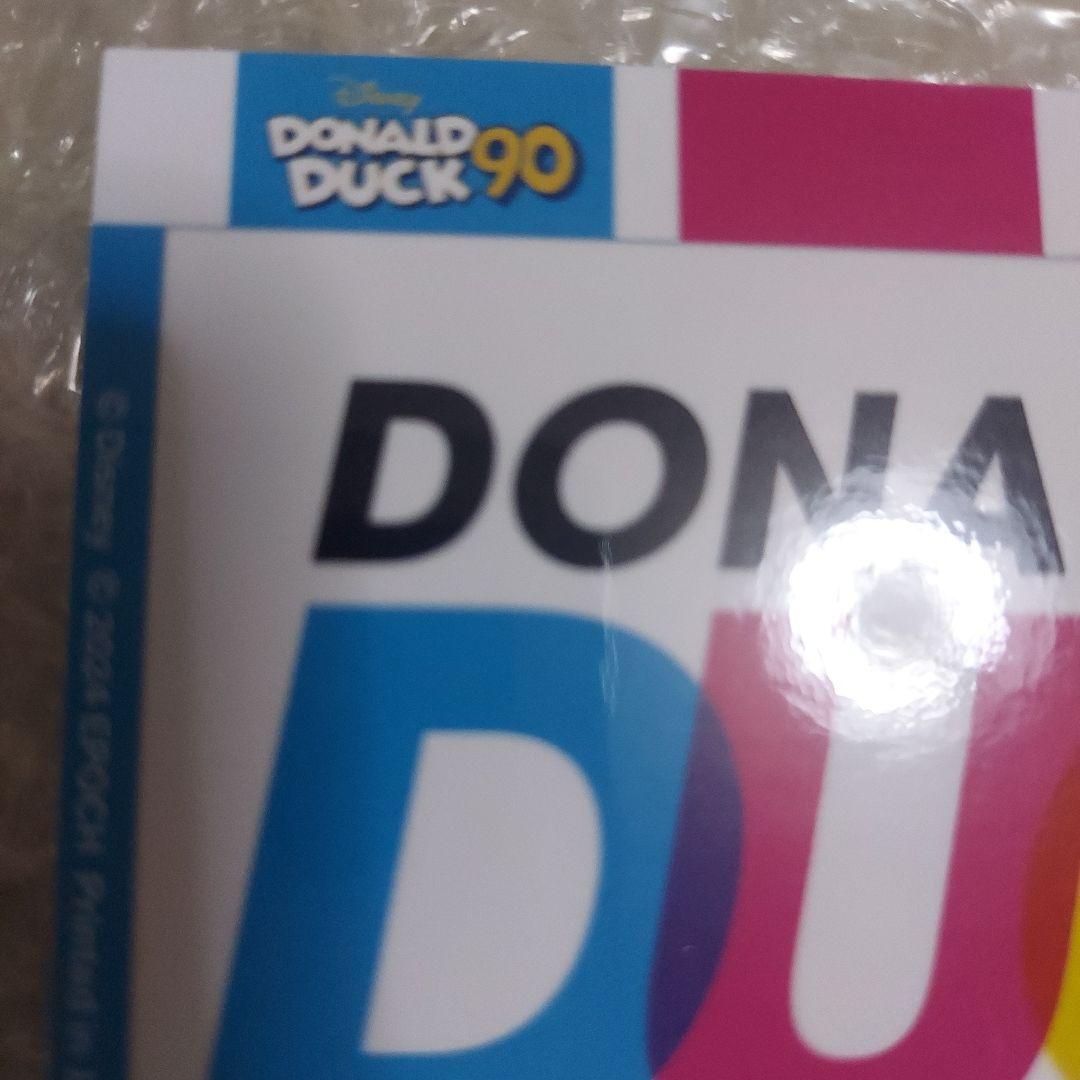 Disney
DONALD
DUCK 90
DONA
DU
© Disney © 2024 EPOCH Printed in